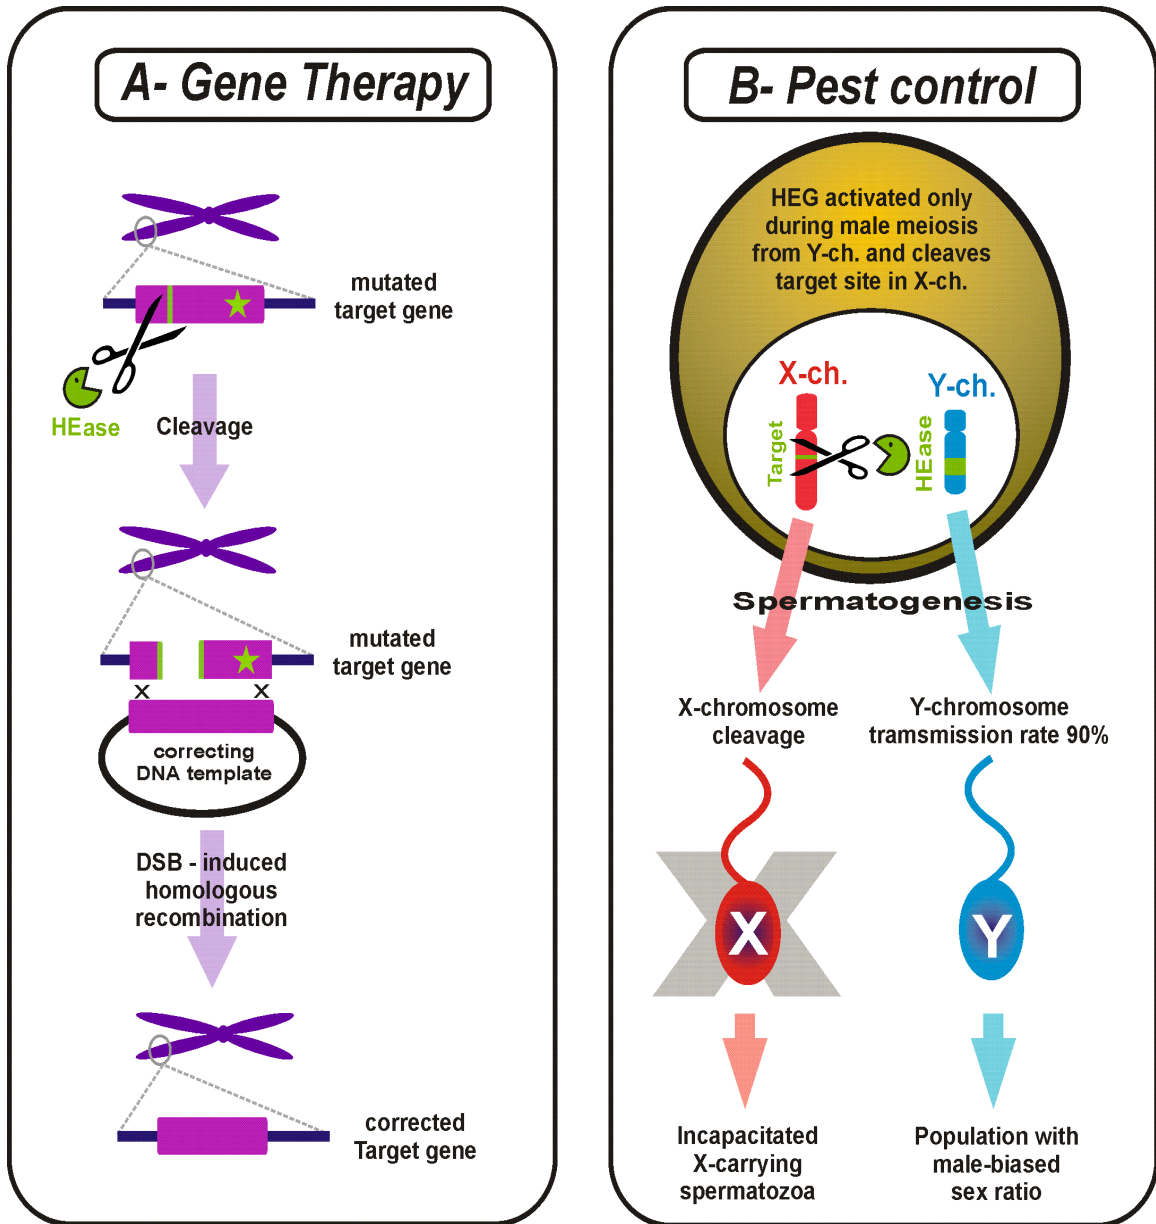 A- Gene Therapy
mutated
target gene
HEase
Cleavage
mutated
target gene
X X
correcting
DNA template
DSB - induced
homologous
recombination
corrected
Target gene
B- Pest control
HEG activated only
during male meiosis
from Y-ch. and cleaves
target site in X-ch.
X-ch.
Y-ch.
Target
HEase
Spermatogenesis
X-chromosome
cleavage
Y-chromosome
tramsmission rate 90%
X
Y
Incapacitated
X-carrying
spermatozoa
Population with
male-biased
sex ratio